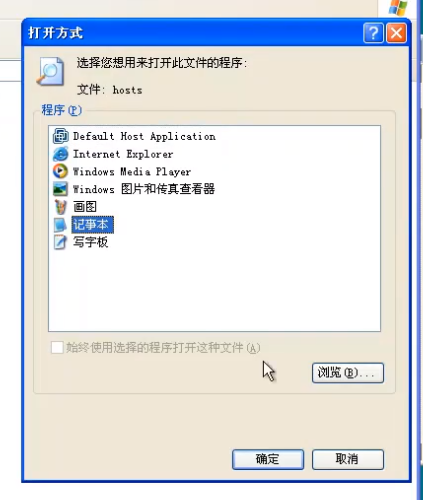 打开方式
选择您想用来打开此文件的程序:
文件: hosts
程序(P)
Default Host Application
Internet Explorer
Windows Media Player
Windows 图片和传真查看器
画图
记事本
写字板
始终使用选择的程序打开这种文件(A)
浏览(B)...
确定
取消